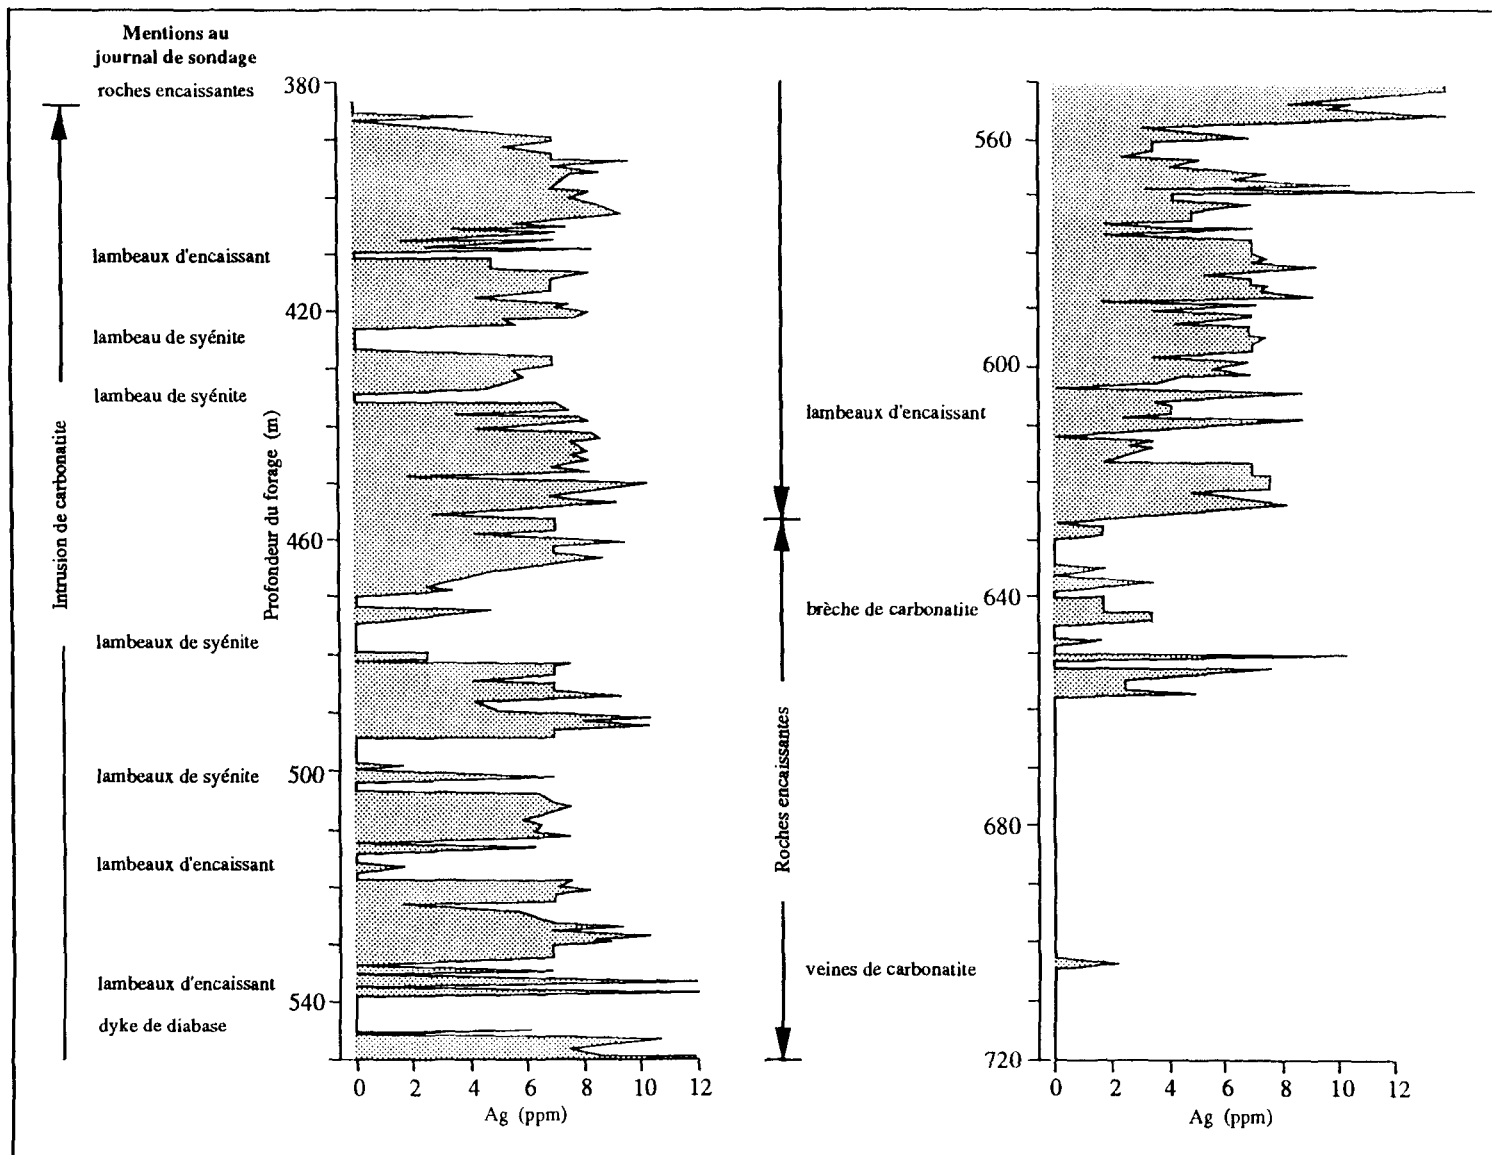 Mentions au
journal de sondage
roches encaissantes
lambeaux d'encaissant
lambeau de syénite
lambeau de syénite
lambeaux de syénite
lambeaux de syénite
lambeaux d'encaissant
lambeaux d'encaissant
dyke de diabase
Intrusion de carbonatite
Profondeur du forage (m)
380
420
460
500
540
0 2 4 6 8 10 12
Ag (ppm)
lambeaux d'encaissant
brèche de carbonatite
veines de carbonatite
Roches encaissantes
560
600
640
680
720
0 2 4 6 8 10 12
Ag (ppm)